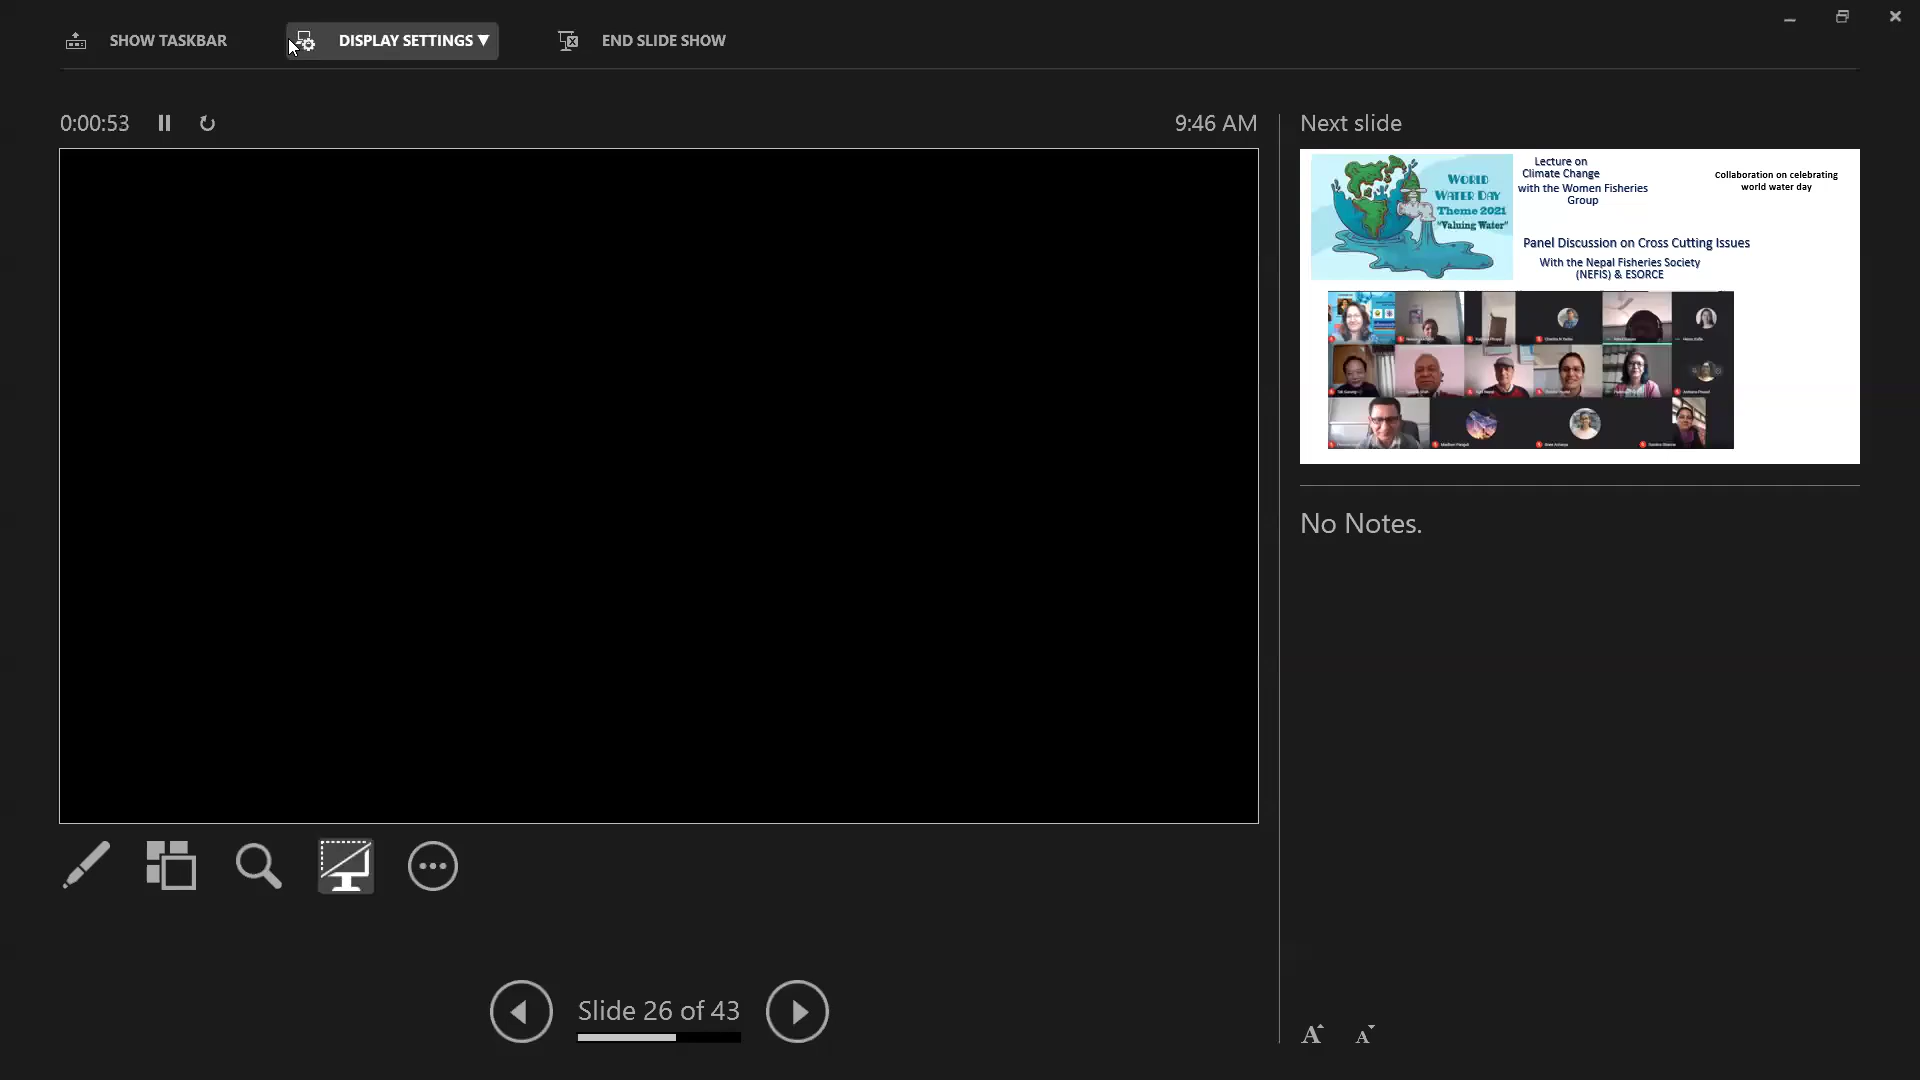 SHOW TASKBAR
DISPLAY SETTINGS ▼
END SLIDE SHOW
0:00:53
9:46 AM
Next slide
WORLD
WATER DAY
Theme 2021
"Valuing Water"
Lecture on
Climate Change
with the Women Fisheries
Group
Collaboration on celebrating
world water day
Panel Discussion on Cross Cutting Issues
With the Nepal Fisheries Society
(NEFIS) & ESORCE
No Notes.
Slide 26 of 43
A
A